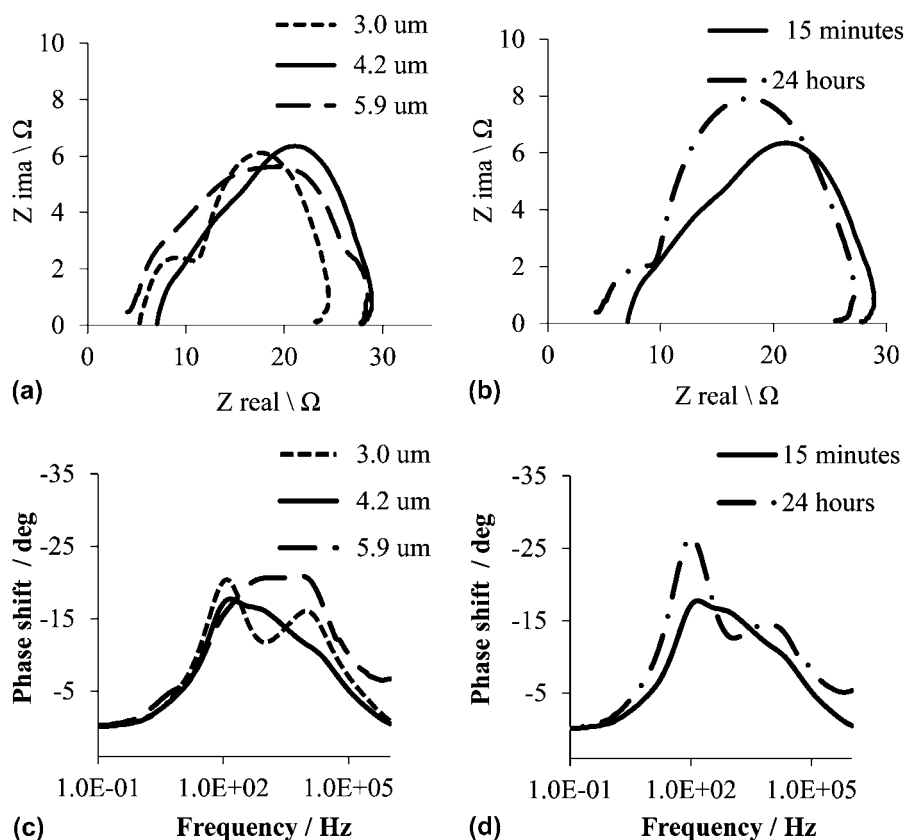 3.0 um
4.2 um
5.9 um
10
8
6
4
2
0
Z ima \ Ω
0 10 20 30
Z real \ Ω
(a)
15 minutes
24 hours
10
8
6
4
2
0
Z ima \ Ω
0 10 20 30
Z real \ Ω
(b)
3.0 um
4.2 um
5.9 um
-35
-25
-15
-5
Phase shift / deg
1.0E-01 1.0E+02 1.0E+05
Frequency / Hz
(c)
15 minutes
24 hours
-35
-25
-15
-5
Phase shift / deg
1.0E-01 1.0E+02 1.0E+05
Frequency / Hz
(d)